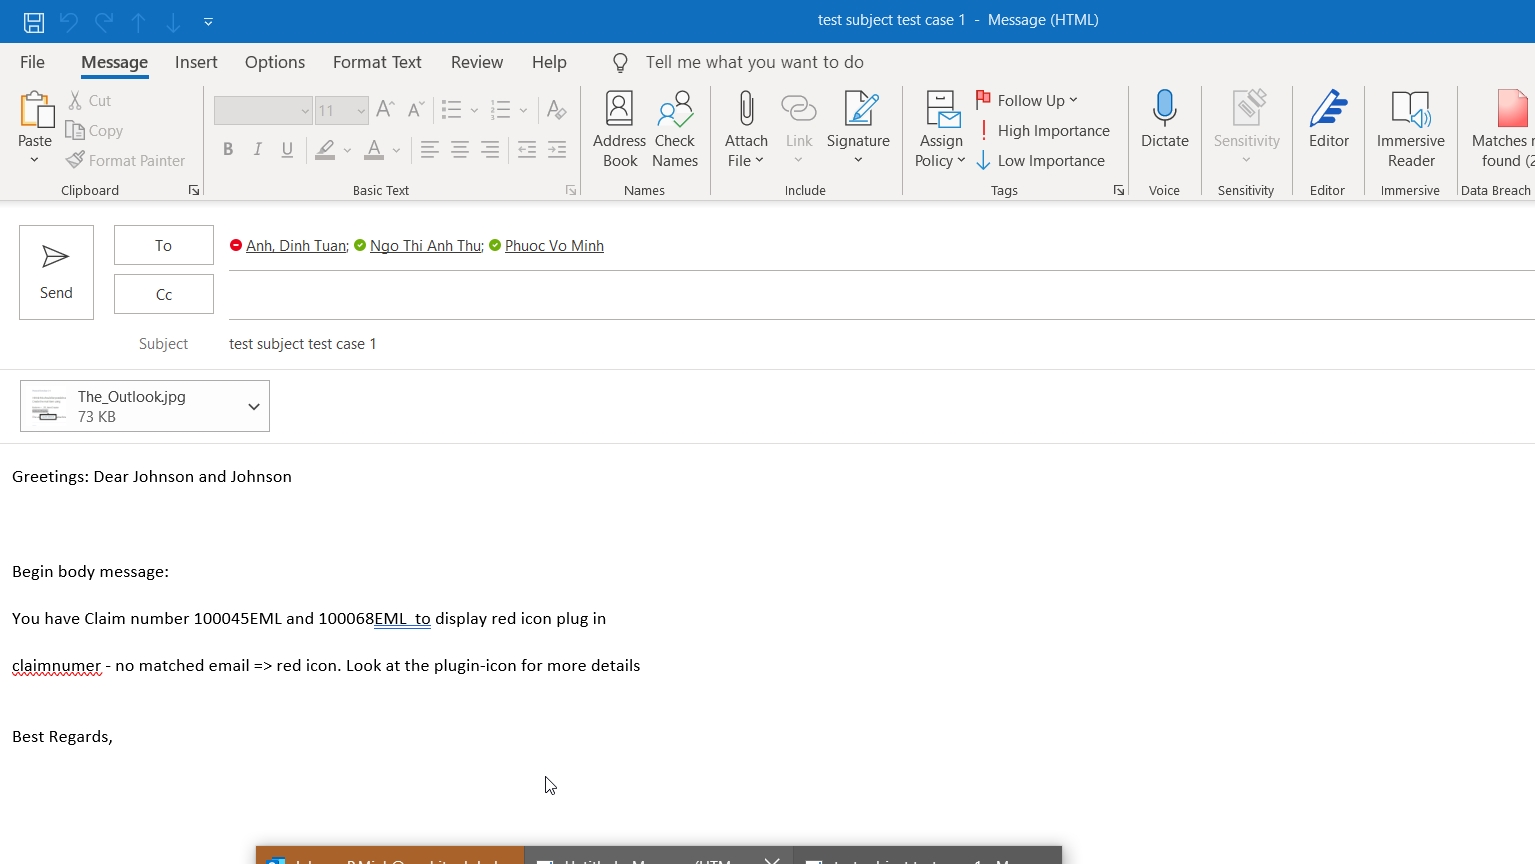 test subject test case 1 - Message (HTML)
File Message Insert Options Format Text Review Help Tell me what you want to do
Paste
Cut
Copy
Format Painter
Clipboard
11
B I U
A
Basic Text
Address Book
Check Names
Names
Attach File
Link
Signature
Include
Assign Policy
Follow Up
High Importance
Low Importance
Tags
Dictate
Voice
Sensitivity
Sensitivity
Editor
Editor
Immersive Reader
Immersive
Matches
found (2
Data Breach
Send
To
Anh, Dinh Tuan; Ngo Thi Anh Thu; Phuoc Vo Minh
Cc
Subject
test subject test case 1
The_Outlook.jpg
73 KB
Greetings: Dear Johnson and Johnson
Begin body message:
You have Claim number 100045EML and 100068EML to display red icon plug in
claimnumer - no matched email => red icon. Look at the plugin-icon for more details
Best Regards,